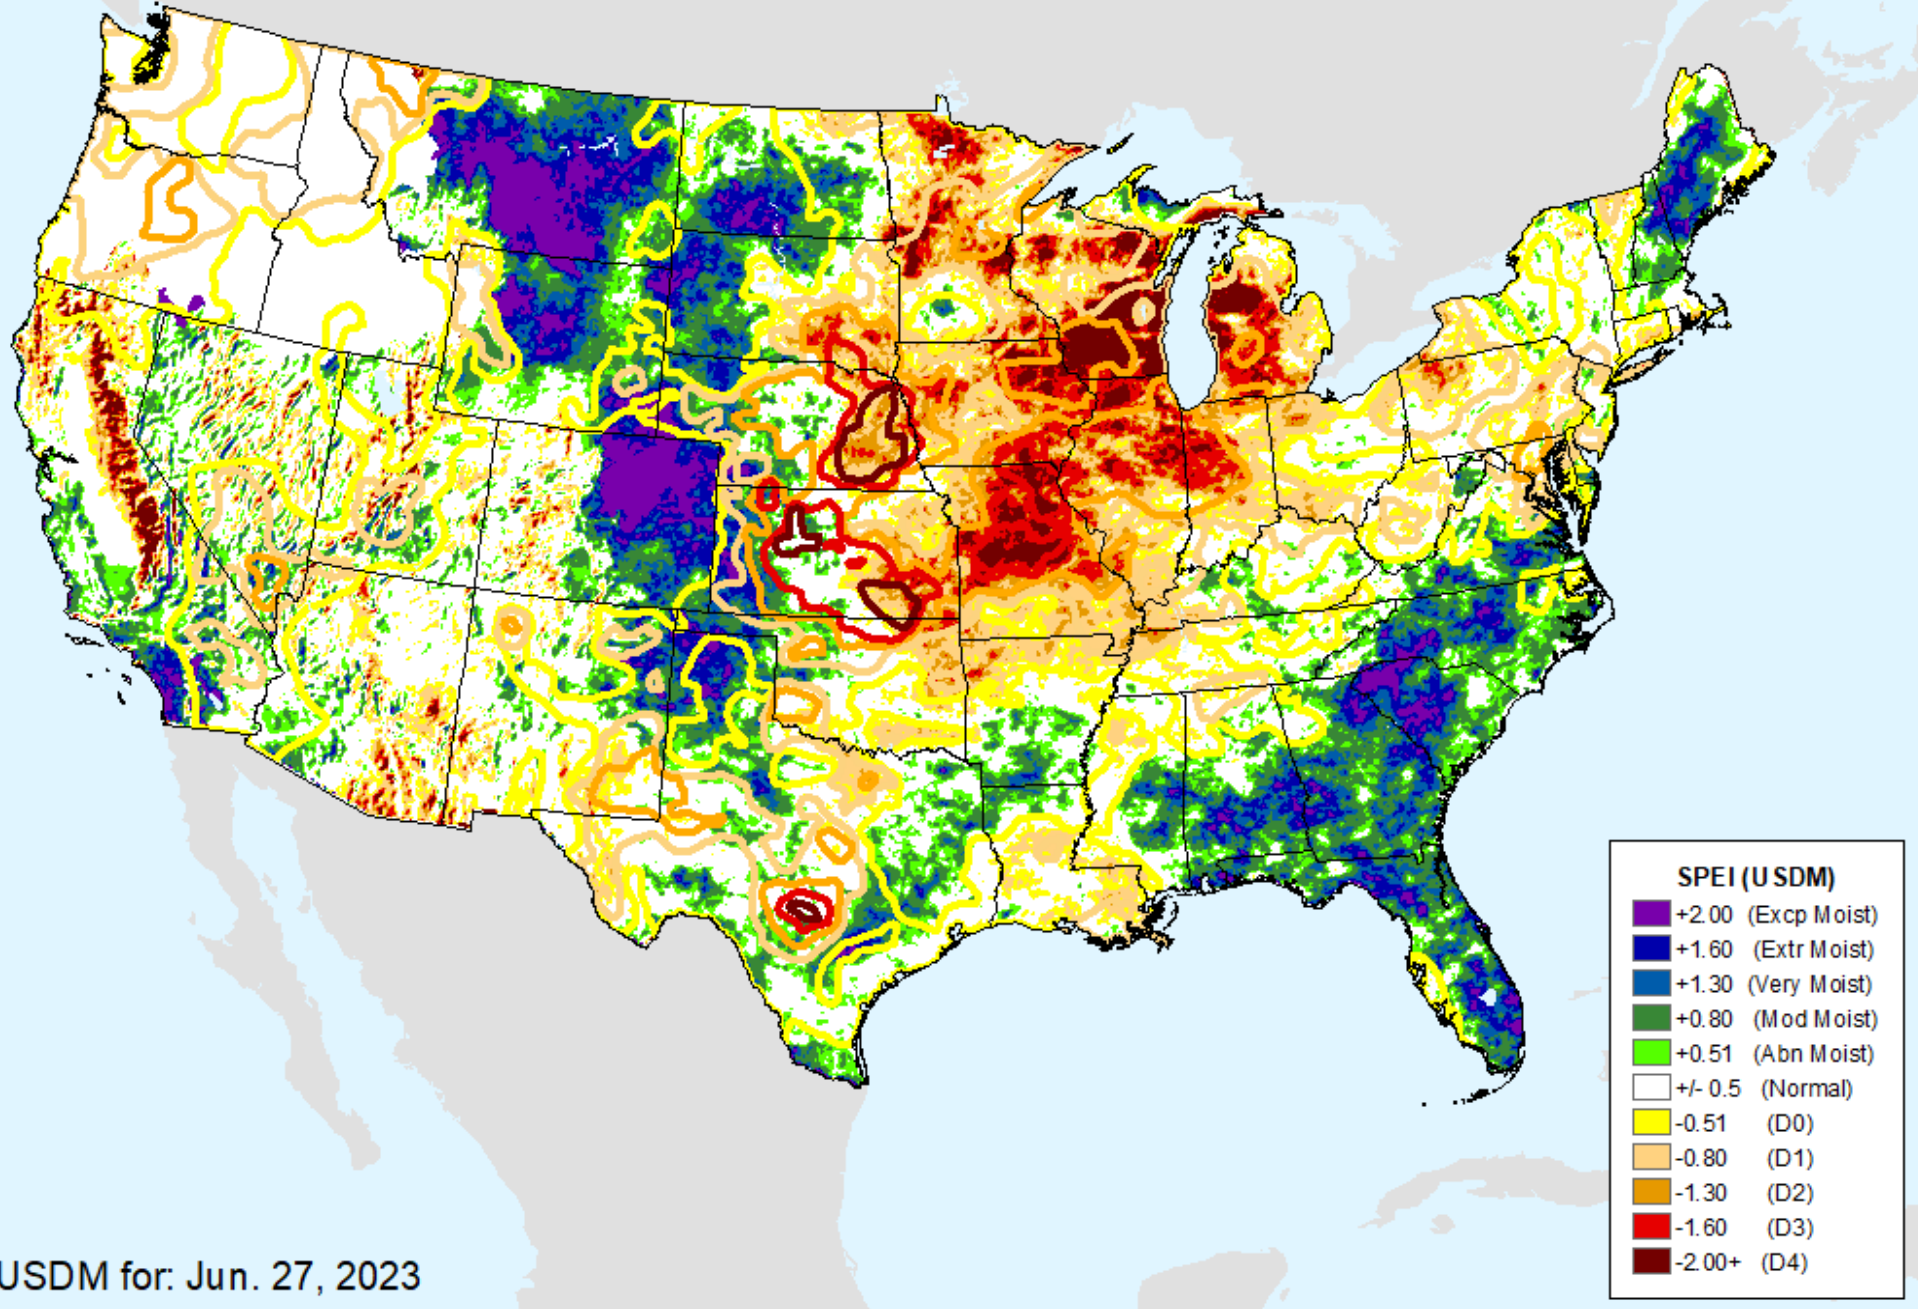 SPEI (USDM)
+2.00 (Excp Moist)
+1.60 (Extr Moist)
+1.30 (Very Moist)
+0.80 (Mod Moist)
+0.51 (Abn Moist)
+/- 0.5 (Normal)
-0.51 (D0)
-0.80 (D1)
-1.30 (D2)
-1.60 (D3)
-2.00+ (D4)
USDM for: Jun. 27, 2023